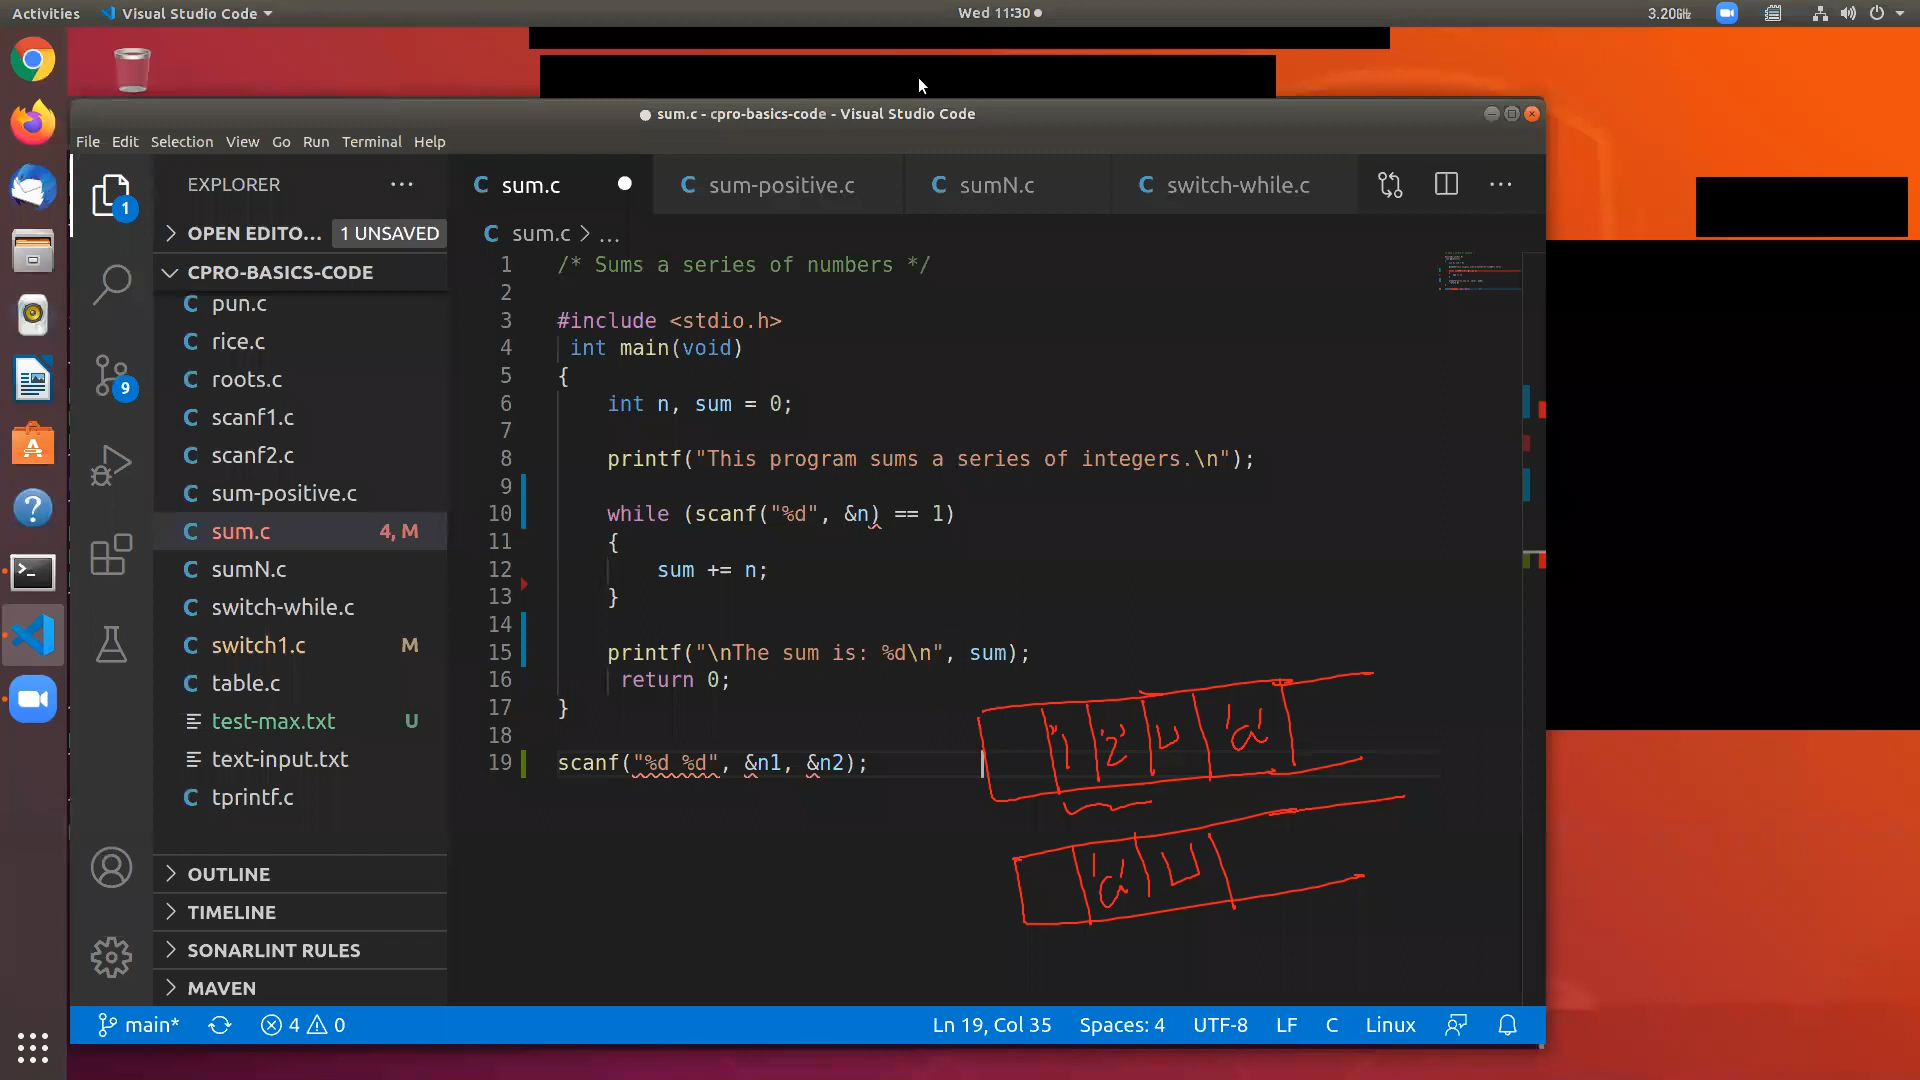 Activities
Visual Studio Code
Wed 11:30
3.20GHz
sum.c - cpro-basics-code - Visual Studio Code
File Edit Selection View Go Run Terminal Help
EXPLORER
1
OPEN EDITO... 1 UNSAVED
CPRO-BASICS-CODE
pun.c
rice.c
roots.c
9
scanf1.c
scanf2.c
sum-positive.c
sum.c 4, M
sumN.c
switch-while.c
switch1.c M
table.c
test-max.txt U
text-input.txt
tprintf.c
OUTLINE
TIMELINE
SONARLINT RULES
MAVEN
C sum.c
C sum-positive.c
C sumN.c
C switch-while.c
C sum.c > ...
1 /* Sums a series of numbers */
2
3 #include <stdio.h>
4 int main(void)
5 {
6 int n, sum = 0;
7
8 printf("This program sums a series of integers.\n");
9
10 while (scanf("%d", &n) == 1)
11 {
12 sum += n;
13 }
14
15 printf("\nThe sum is: %d\n", sum);
16 return 0;
17 }
18
19 scanf("%d %d", &n1, &n2);
'1 '2' ⊔ 'a'
'a' ⊔
main* 4 0
Ln 19, Col 35 Spaces: 4 UTF-8 LF C Linux